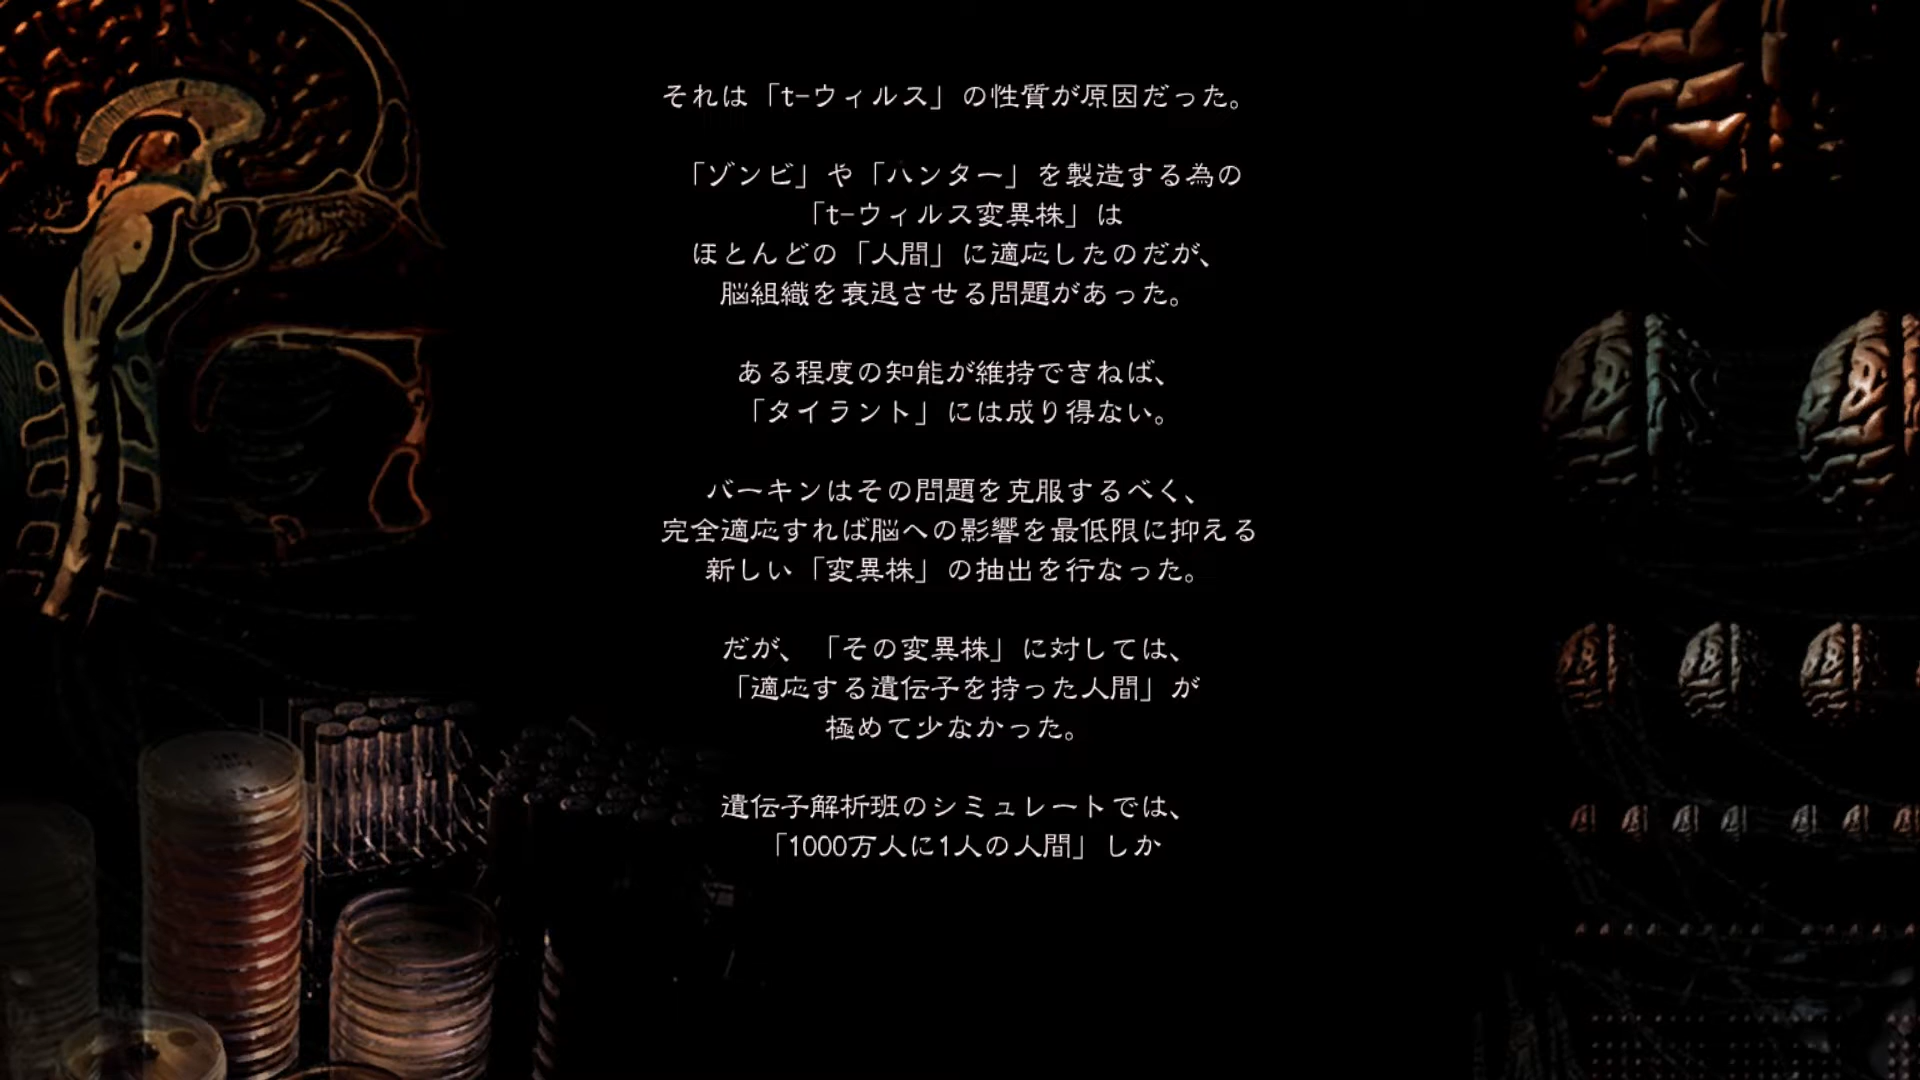 それは「t-ウィルス」の性質が原因だった。
「ゾンビ」や「ハンター」を製造する為の
「t-ウィルス変異株」は
ほとんどの「人間」に適応したのだが、
脳組織を衰退させる問題があった。
ある程度の知能が維持できねば、
「タイラント」には成り得ない。
バーキンはその問題を克服するべく、
完全適応すれば脳への影響を最低限に抑える
新しい「変異株」の抽出を行なった。
だが、「その変異株」に対しては、
「適応する遺伝子を持った人間」が
極めて少なかった。
遺伝子解析班のシミュレートでは、
「1000万人に1人の人間」しか